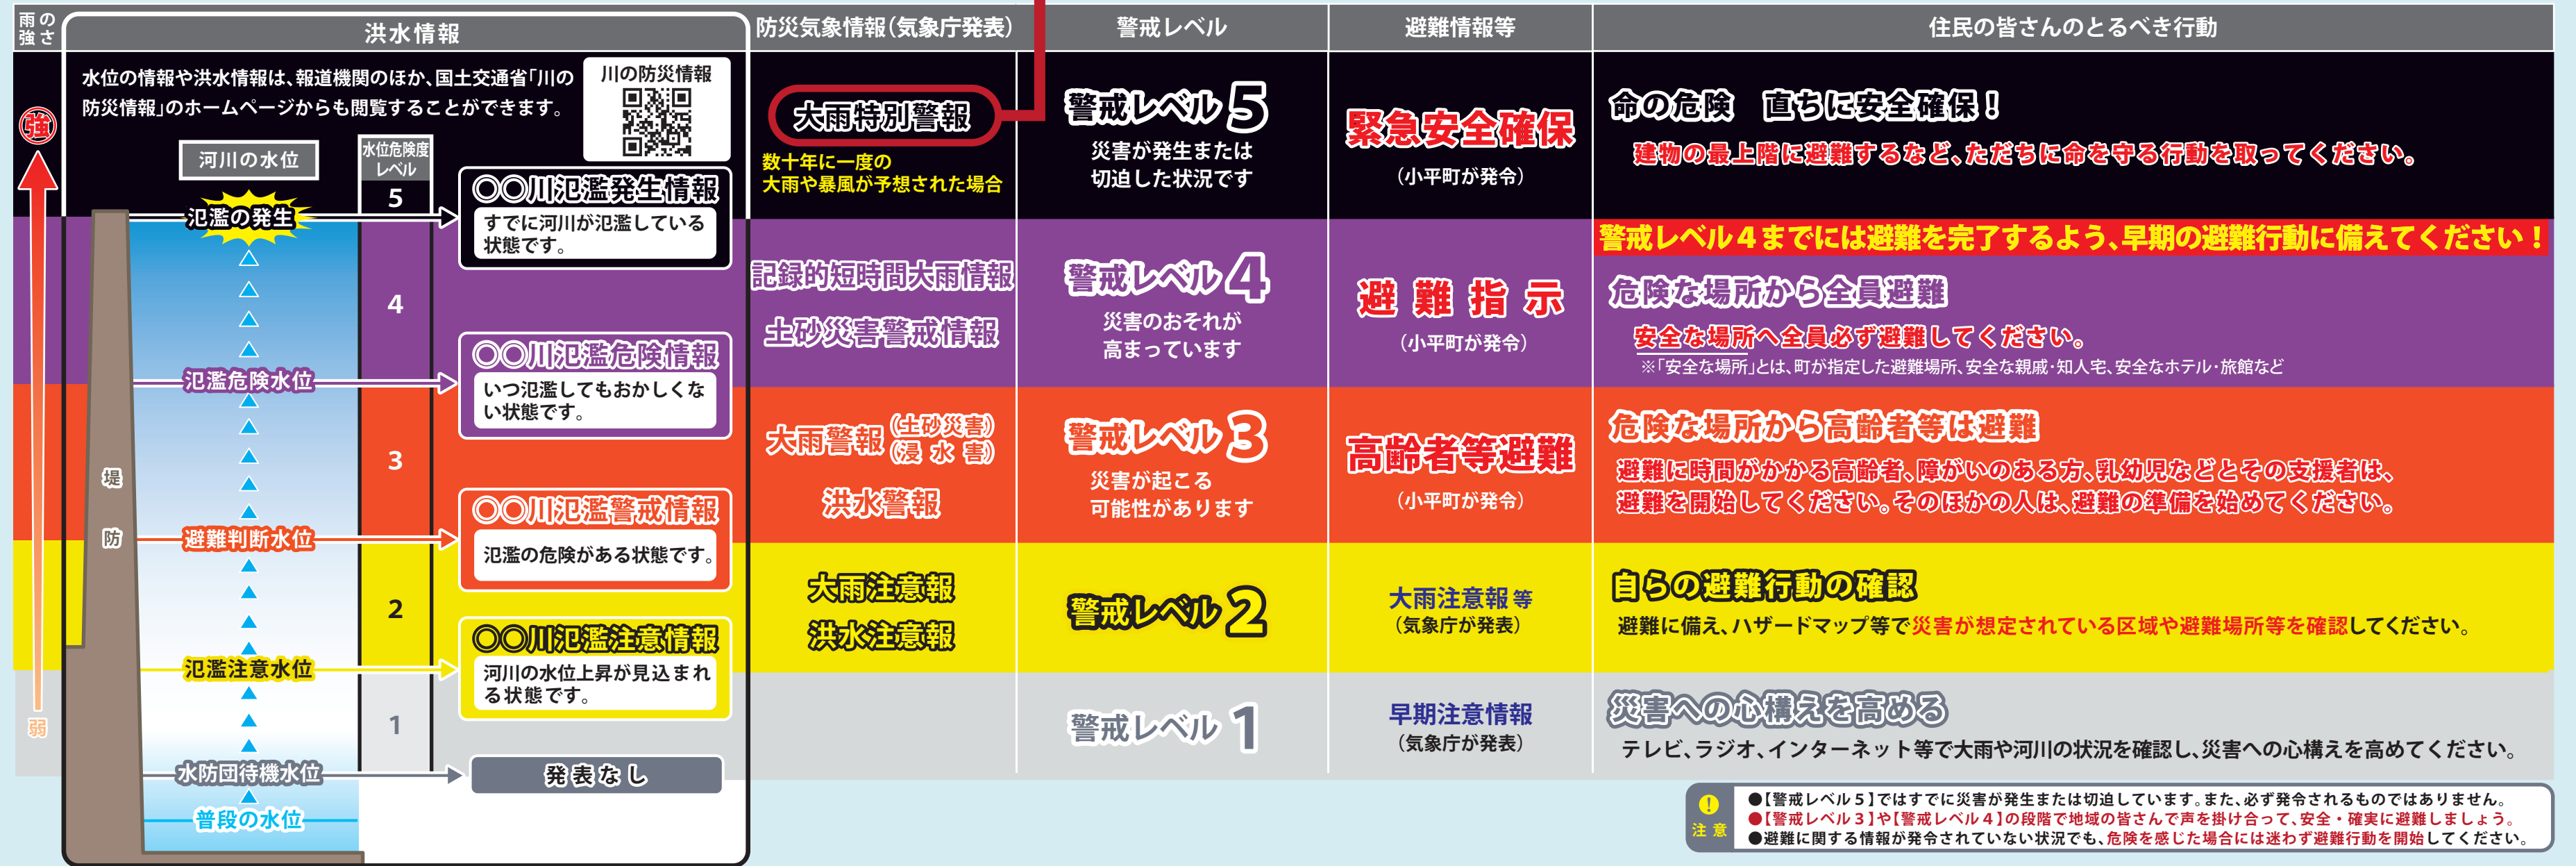 雨の強さ
洪水情報
防災気象情報(気象庁発表)
警戒レベル
避難情報等
住民の皆さんのとるべき行動
強
弱
水位の情報や洪水情報は、報道機関のほか、国土交通省「川の
防災情報」のホームページからも閲覧することができます。
川の防災情報
河川の水位
水位危険度
レベル
5
4
3
2
1
氾濫の発生
氾濫危険水位
避難判断水位
氾濫注意水位
水防団待機水位
普段の水位
堤防
〇〇川氾濫発生情報
すでに河川が氾濫している
状態です。
〇〇川氾濫危険情報
いつ氾濫してもおかしくな
い状態です。
〇〇川氾濫警戒情報
氾濫の危険がある状態です。
〇〇川氾濫注意情報
河川の水位上昇が見込まれ
る状態です。
発表なし
大雨特別警報
数十年に一度の
大雨や暴風が予想された場合
警戒レベル5
災害が発生または
切迫した状況です
緊急安全確保
(小平町が発令)
命の危険 直ちに安全確保!
建物の最上階に避難するなど、ただちに命を守る行動を取ってください。
警戒レベル4までには避難を完了するよう、早期の避難行動に備えてください!
記録的短時間大雨情報
土砂災害警戒情報
警戒レベル4
災害のおそれが
高まっています
避難指示
(小平町が発令)
危険な場所から全員避難
安全な場所へ全員必ず避難してください。
※「安全な場所」とは、町が指定した避難場所、安全な親戚・知人宅、安全なホテル・旅館など
大雨警報(土砂災害)
(浸水害)
洪水警報
警戒レベル3
災害が起こる
可能性があります
高齢者等避難
(小平町が発令)
危険な場所から高齢者等は避難
避難に時間がかかる高齢者、障がいのある方、乳幼児などとその支援者は、
避難を開始してください。そのほかの人は、避難の準備を始めてください。
大雨注意報
洪水注意報
警戒レベル2
大雨注意報等
(気象庁が発表)
自らの避難行動の確認
避難に備え、ハザードマップ等で災害が想定されている区域や避難場所等を確認してください。
警戒レベル1
早期注意情報
(気象庁が発表)
災害への心構えを高める
テレビ、ラジオ、インターネット等で大雨や河川の状況を確認し、災害への心構えを高めてください。
!
注意
●【警戒レベル5】ではすでに災害が発生または切迫しています。また、必ず発令されるものではありません。
●【警戒レベル3】や【警戒レベル4】の段階で地域の皆さんで声を掛け合って、安全・確実に避難しましょう。
●避難に関する情報が発令されていない状況でも、危険を感じた場合には迷わず避難行動を開始してください。